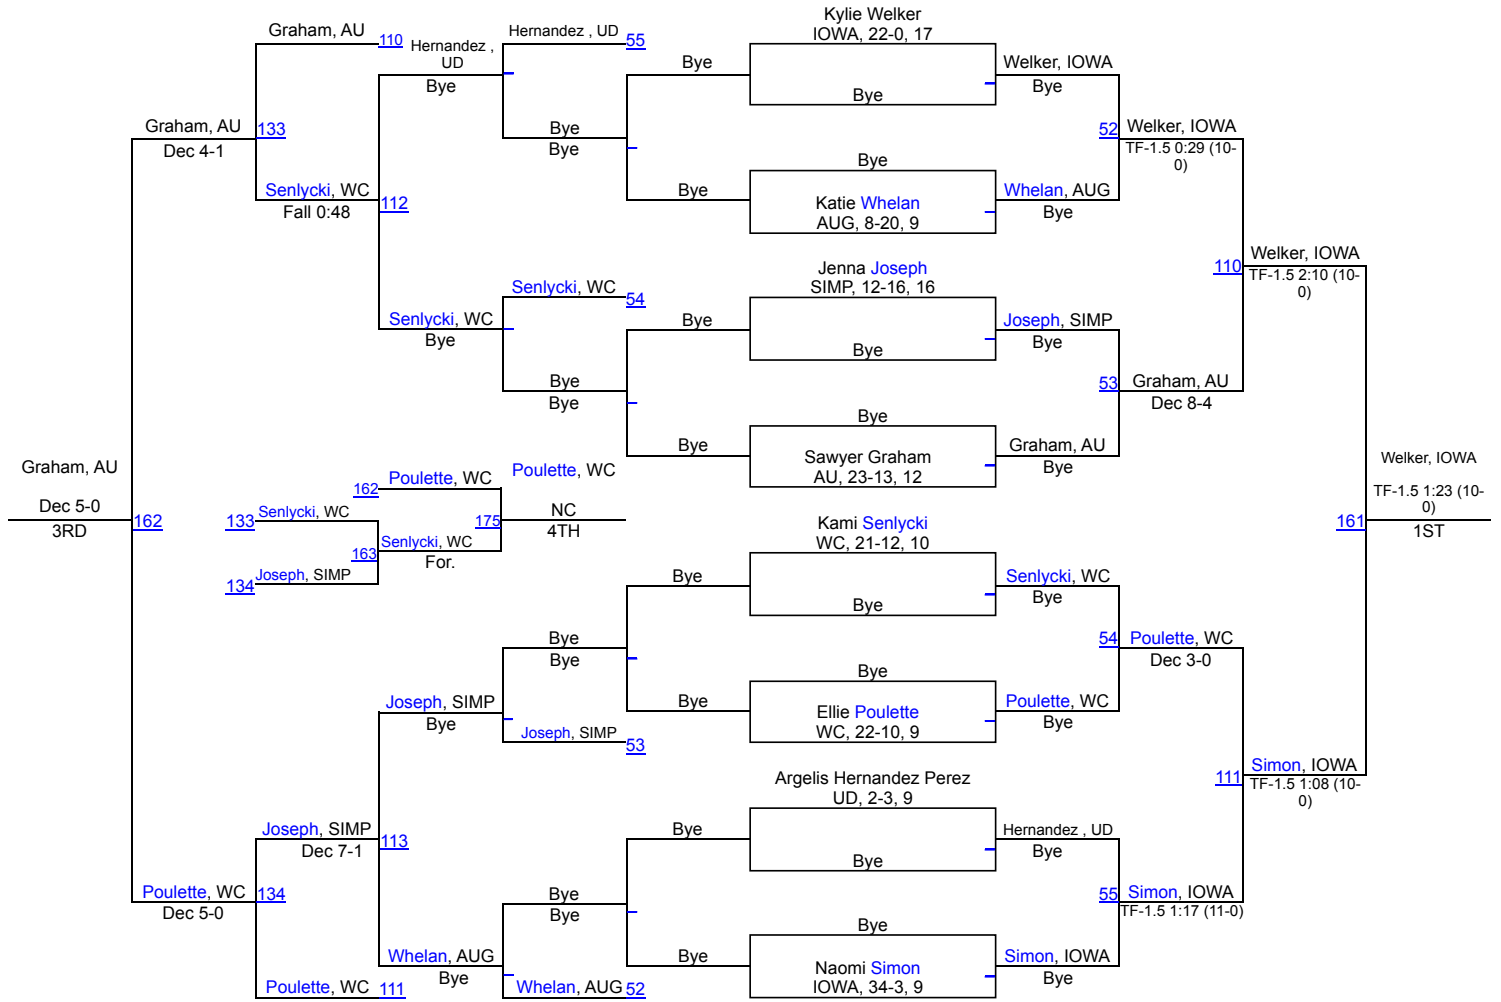 Graham, AU
110
Hernandez ,
UD
Bye
Hernandez , UD
55
Bye
Kylie Welker
IOWA, 22-0, 17
Bye
Welker, IOWA
Bye
Graham, AU
133
Dec 4-1
Bye
Bye
52
Welker, IOWA
TF-1.5 0:29 (10-
0)
Senlycki, WC
Fall 0:48
112
Bye
Bye
Katie Whelan
AUG, 8-20, 9
Whelan, AUG
Bye
Welker, IOWA
110
TF-1.5 2:10 (10-
0)
Senlycki, WC
Bye
Senlycki, WC
54
Bye
Jenna Joseph
SIMP, 12-16, 16
Bye
Joseph, SIMP
Bye
Bye
Bye
53
Graham, AU
Dec 8-4
Bye
Bye
Sawyer Graham
AU, 23-13, 12
Graham, AU
Bye
Graham, AU
Dec 5-0
3RD
162
Poulette, WC
162
Poulette, WC
133
Senlycki, WC
175
NC
4TH
163
Senlycki, WC
For.
134
Joseph, SIMP
Welker, IOWA
TF-1.5 1:23 (10-
0)
161
1ST
Bye
Kami Senlycki
WC, 21-12, 10
Bye
Senlycki, WC
Bye
Bye
Bye
54
Poulette, WC
Dec 3-0
Joseph, SIMP
Bye
Joseph, SIMP
53
Bye
Bye
Ellie Poulette
WC, 22-10, 9
Poulette, WC
Bye
Simon, IOWA
111
TF-1.5 1:08 (10-
0)
Joseph, SIMP
Dec 7-1
113
Bye
Argelis Hernandez Perez
UD, 2-3, 9
Bye
Hernandez , UD
Bye
Poulette, WC
134
Dec 5-0
Bye
Bye
55
Simon, IOWA
TF-1.5 1:17 (11-0)
Whelan, AUG
Bye
Bye
Bye
Naomi Simon
IOWA, 34-3, 9
Simon, IOWA
Bye
Poulette, WC
111
Whelan, AUG
52